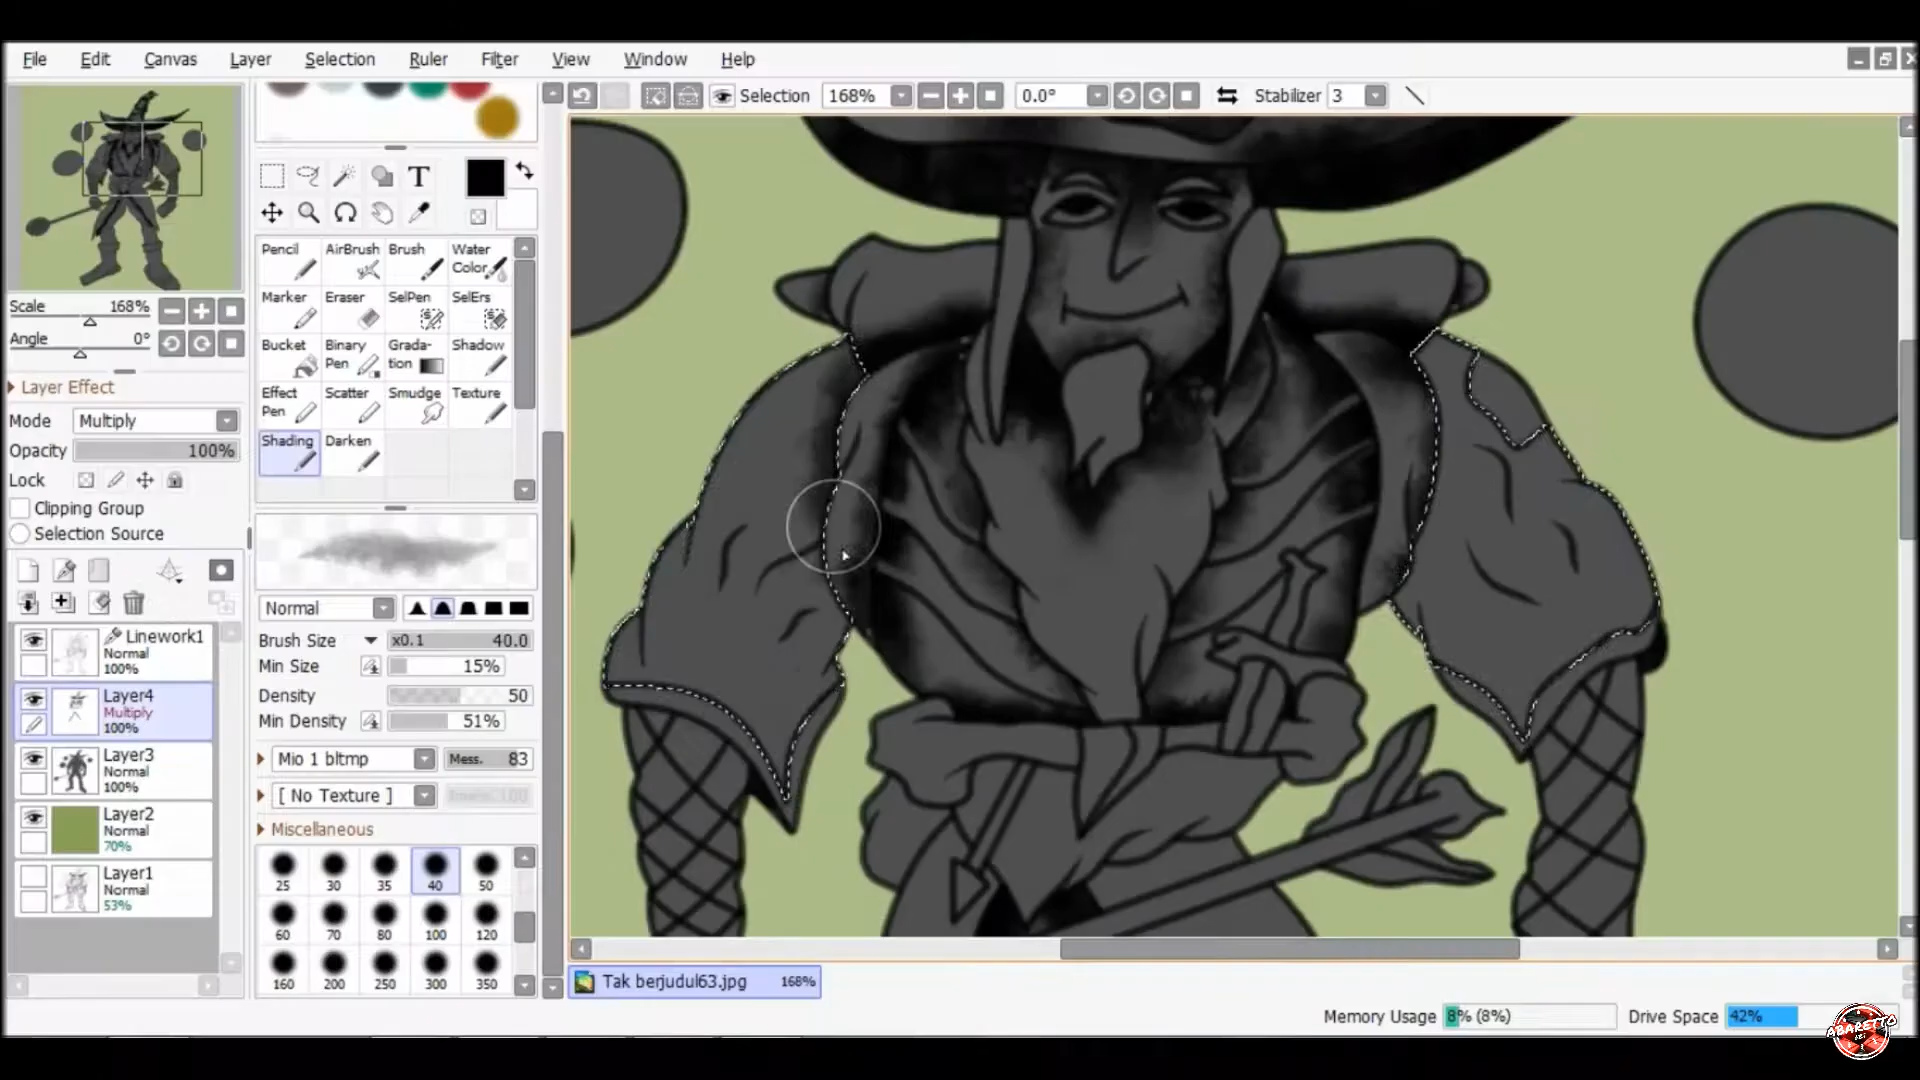 File Edit Canvas Layer Selection Ruler Filter View Window Help
Selection 168% 0.0° Stabilizer 3
Scale 168%
Angle 0°
Layer Effect
Mode Multiply
Opacity 100%
Lock
Clipping Group
Selection Source
Linework1
Normal
100%
Layer4
Multiply
100%
Layer3
Normal
100%
Layer2
Normal
70%
Layer1
Normal
53%
T
Pencil AirBrush Brush Water Color
Marker Eraser SelPen SelErs
Bucket Binary Pen Grada-tion Shadow
Effect Pen Scatter Smudge Texture
Shading Darken
Normal
Brush Size x0.1 40.0
Min Size 15%
Density 50
Min Density 51%
Mio 1 bltmp Mess. 83
[ No Texture ]
Miscellaneous
25 30 35 40 50
60 70 80 100 120
160 200 250 300 350
Tak berjudul63.jpg 168%
Memory Usage 8% (8%) Drive Space 42%
ABARETTO